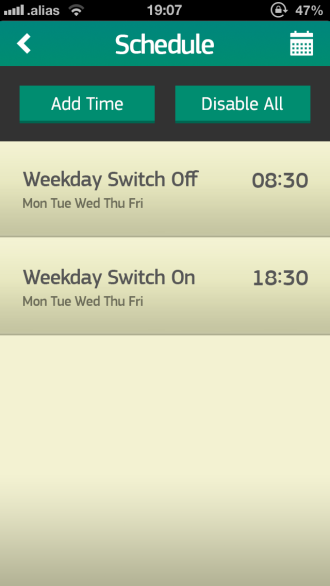 .alias 19:07 47%
Schedule
Add Time Disable All
Weekday Switch Off 08:30
Mon Tue Wed Thu Fri
Weekday Switch On 18:30
Mon Tue Wed Thu Fri